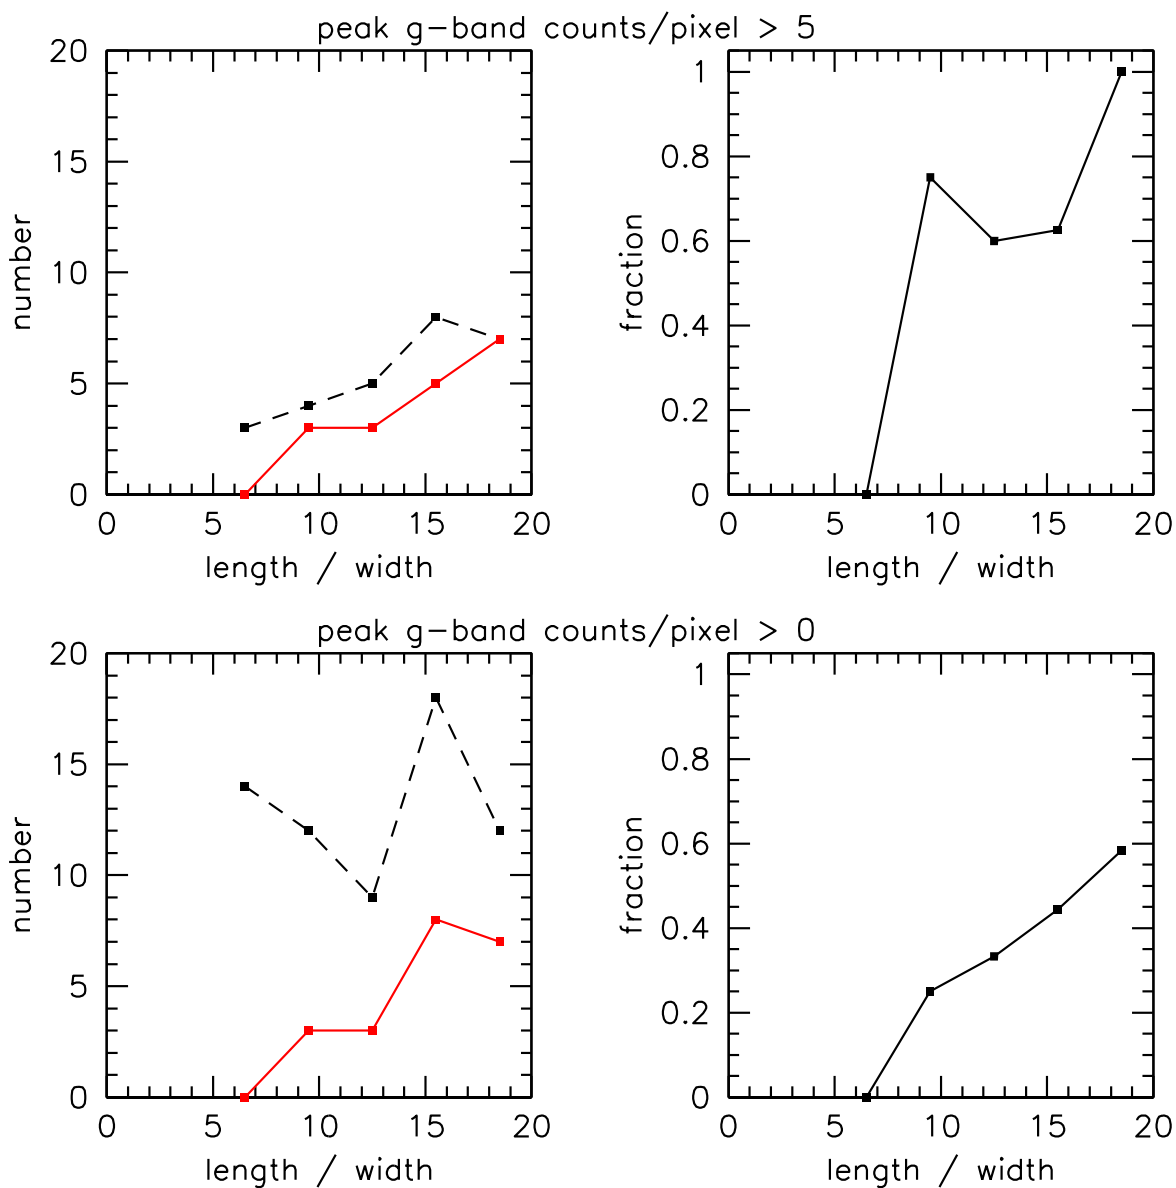 peak g-band counts/pixel > 5
20
15
10
5
0
number
0 5 10 15 20
length / width
1
0.8
0.6
0.4
0.2
0
fraction
0 5 10 15 20
length / width
peak g-band counts/pixel > 0
20
15
10
5
0
number
0 5 10 15 20
length / width
1
0.8
0.6
0.4
0.2
0
fraction
0 5 10 15 20
length / width